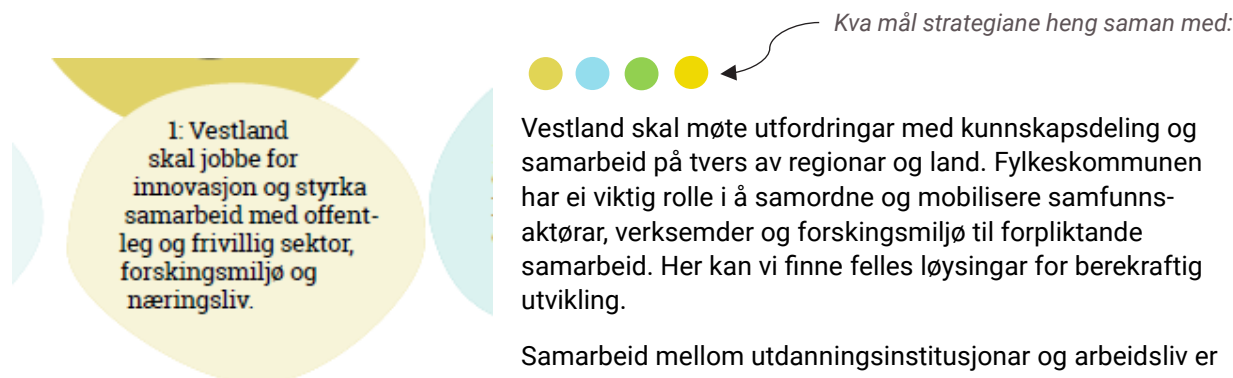 Kva mål strategiane heng saman med:
1: Vestland
skal jobbe for
innovasjon og styrka
samarbeid med offent-
leg og frivillig sektor,
forskingsmiljø og
næringsliv.
Vestland skal møte utfordringar med kunnskapsdeling og
samarbeid på tvers av regionar og land. Fylkeskommunen
har ei viktig rolle i å samordne og mobilisere samfunns-
aktørar, verksemder og forskingsmiljø til forpliktande
samarbeid. Her kan vi finne felles løysingar for berekraftig
utvikling.
Samarbeid mellom utdanningsinstitusjonar og arbeidsliv er